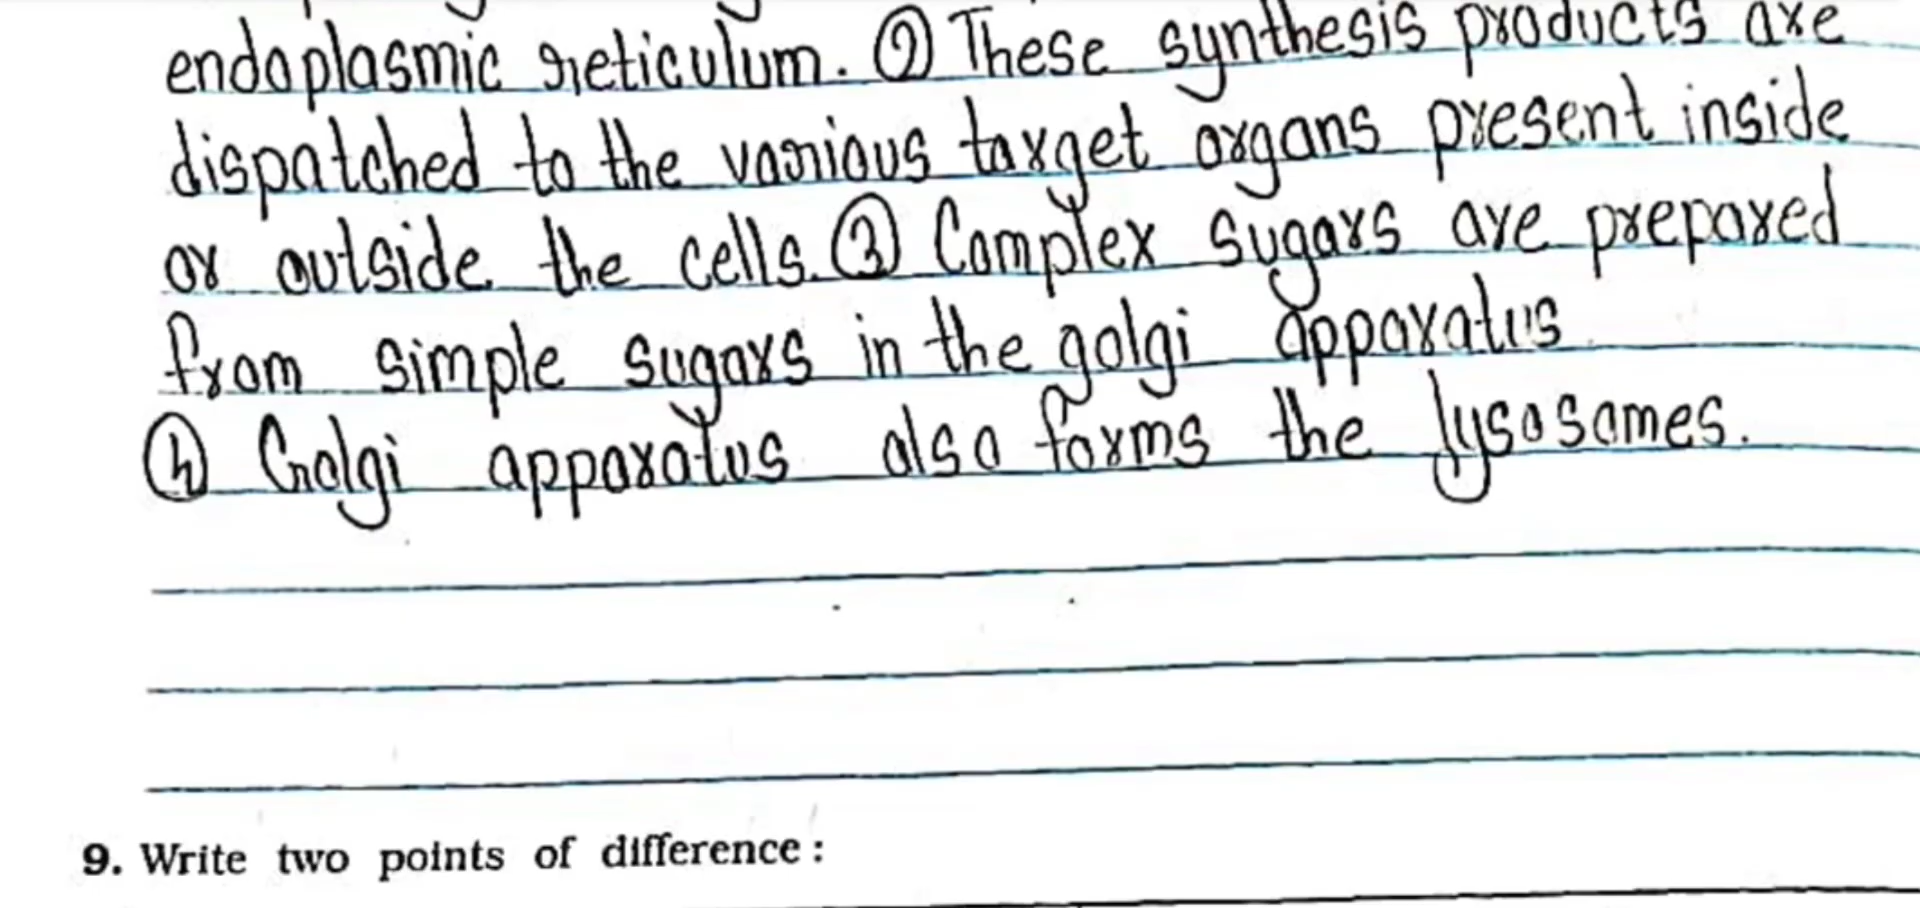 endoplasmic reticulum. ② These synthesis products are
dispatched to the various target organs present inside
or outside the cells. ③ Complex sugars are prepared
from simple sugars in the golgi apparatus
④ Golgi apparatus also forms the lysosomes.
9. Write two points of difference :